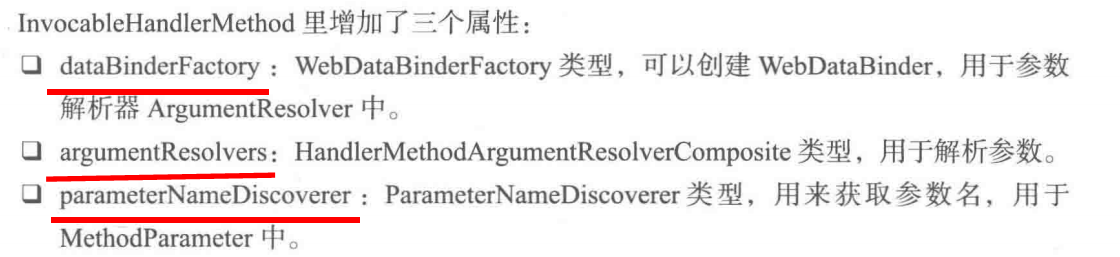 InvocableHandlerMethod 里增加了三个属性：
❑ dataBinderFactory：WebDataBinderFactory 类型，可以创建 WebDataBinder，用于参数
解析器 ArgumentResolver 中。
❑ argumentResolvers：HandlerMethodArgumentResolverComposite 类型，用于解析参数。
❑ parameterNameDiscoverer：ParameterNameDiscoverer 类型，用来获取参数名，用于
MethodParameter 中。